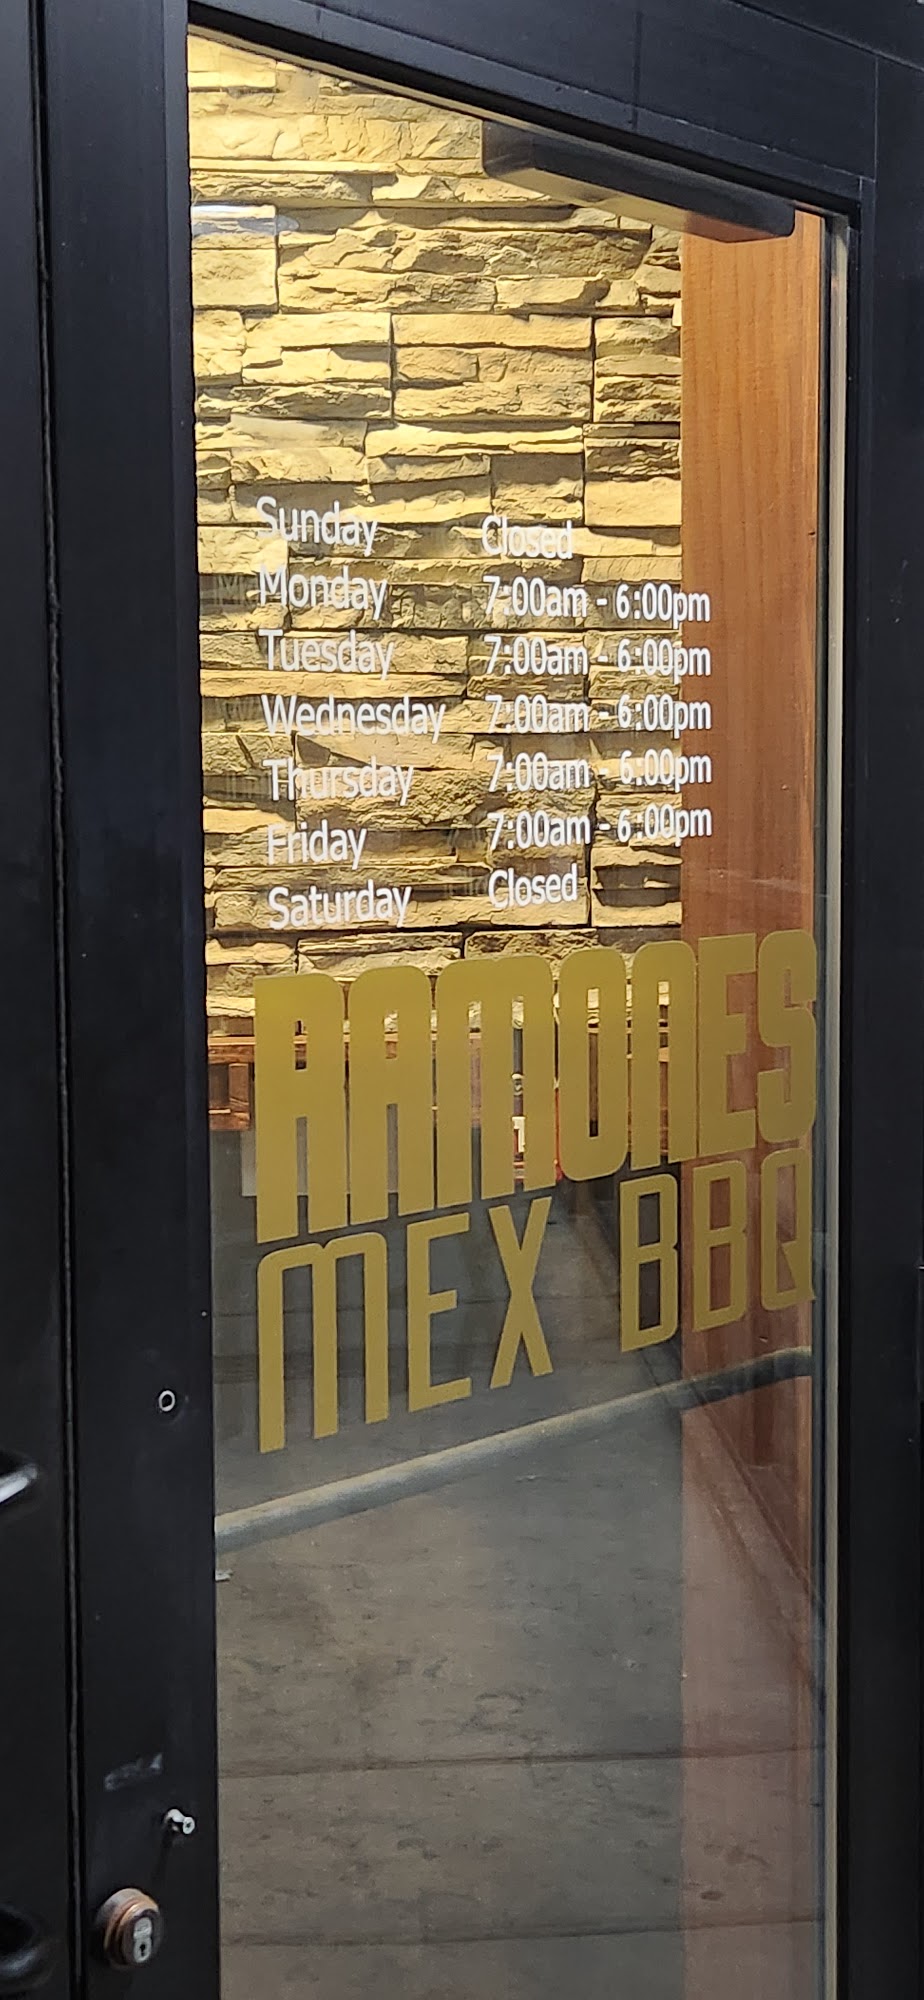 Sunday Closed
Monday 7:00am - 6:00pm
Tuesday 7:00am - 6:00pm
Wednesday 7:00am - 6:00pm
Thursday 7:00am - 6:00pm
Friday 7:00am - 6:00pm
Saturday Closed
RAMONES
MEX BBQ